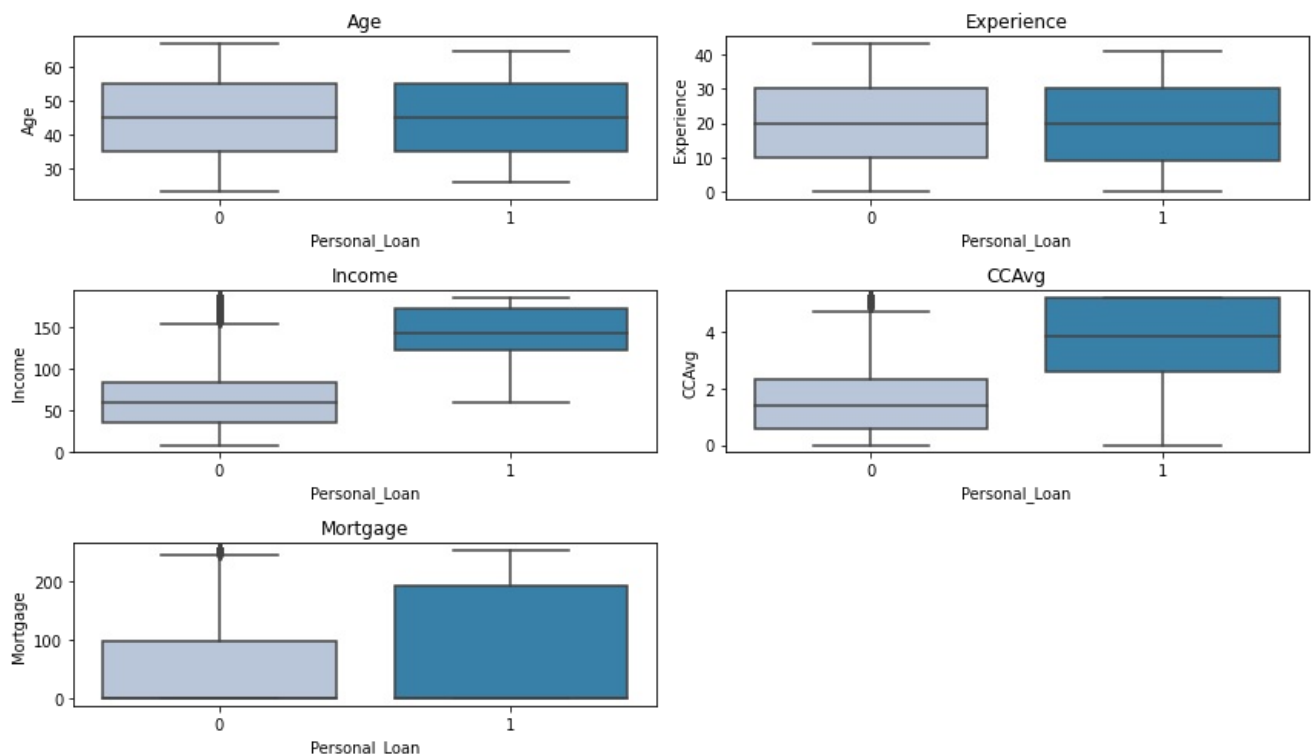 Age
Age
60
50
40
30
0
1
Personal_Loan
Experience
Experience
40
30
20
10
0
0
1
Personal_Loan
Income
Income
150
100
50
0
0
1
Personal_Loan
CCAvg
CCAvg
4
2
0
0
1
Personal_Loan
Mortgage
Mortgage
200
100
0
0
1
Personal_Loan